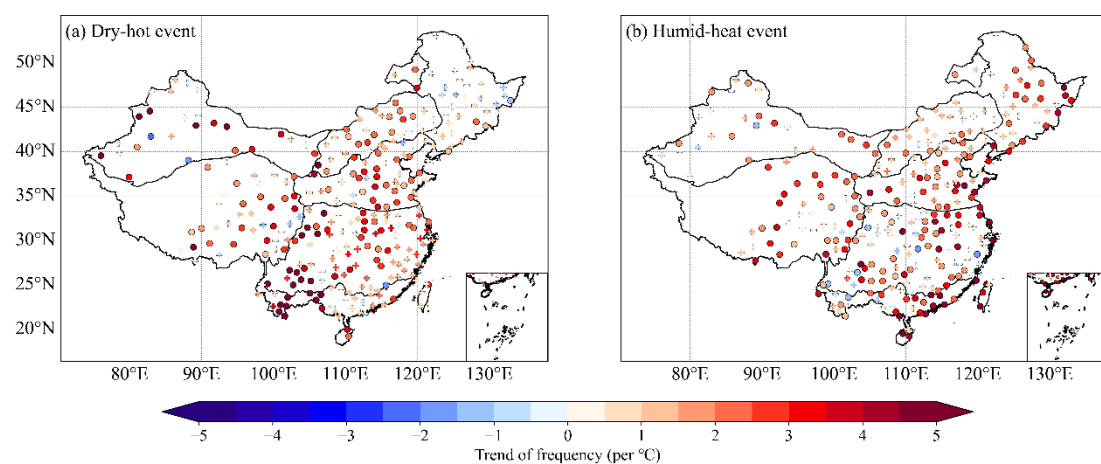 (a) Dry-hot event
(b) Humid-heat event
50°N
45°N
40°N
35°N
30°N
25°N
20°N
80°E 90°E 100°E 110°E 120°E 130°E
80°E 90°E 100°E 110°E 120°E 130°E
−5 −4 −3 −2 −1 0 1 2 3 4 5
Trend of frequency (per °C)